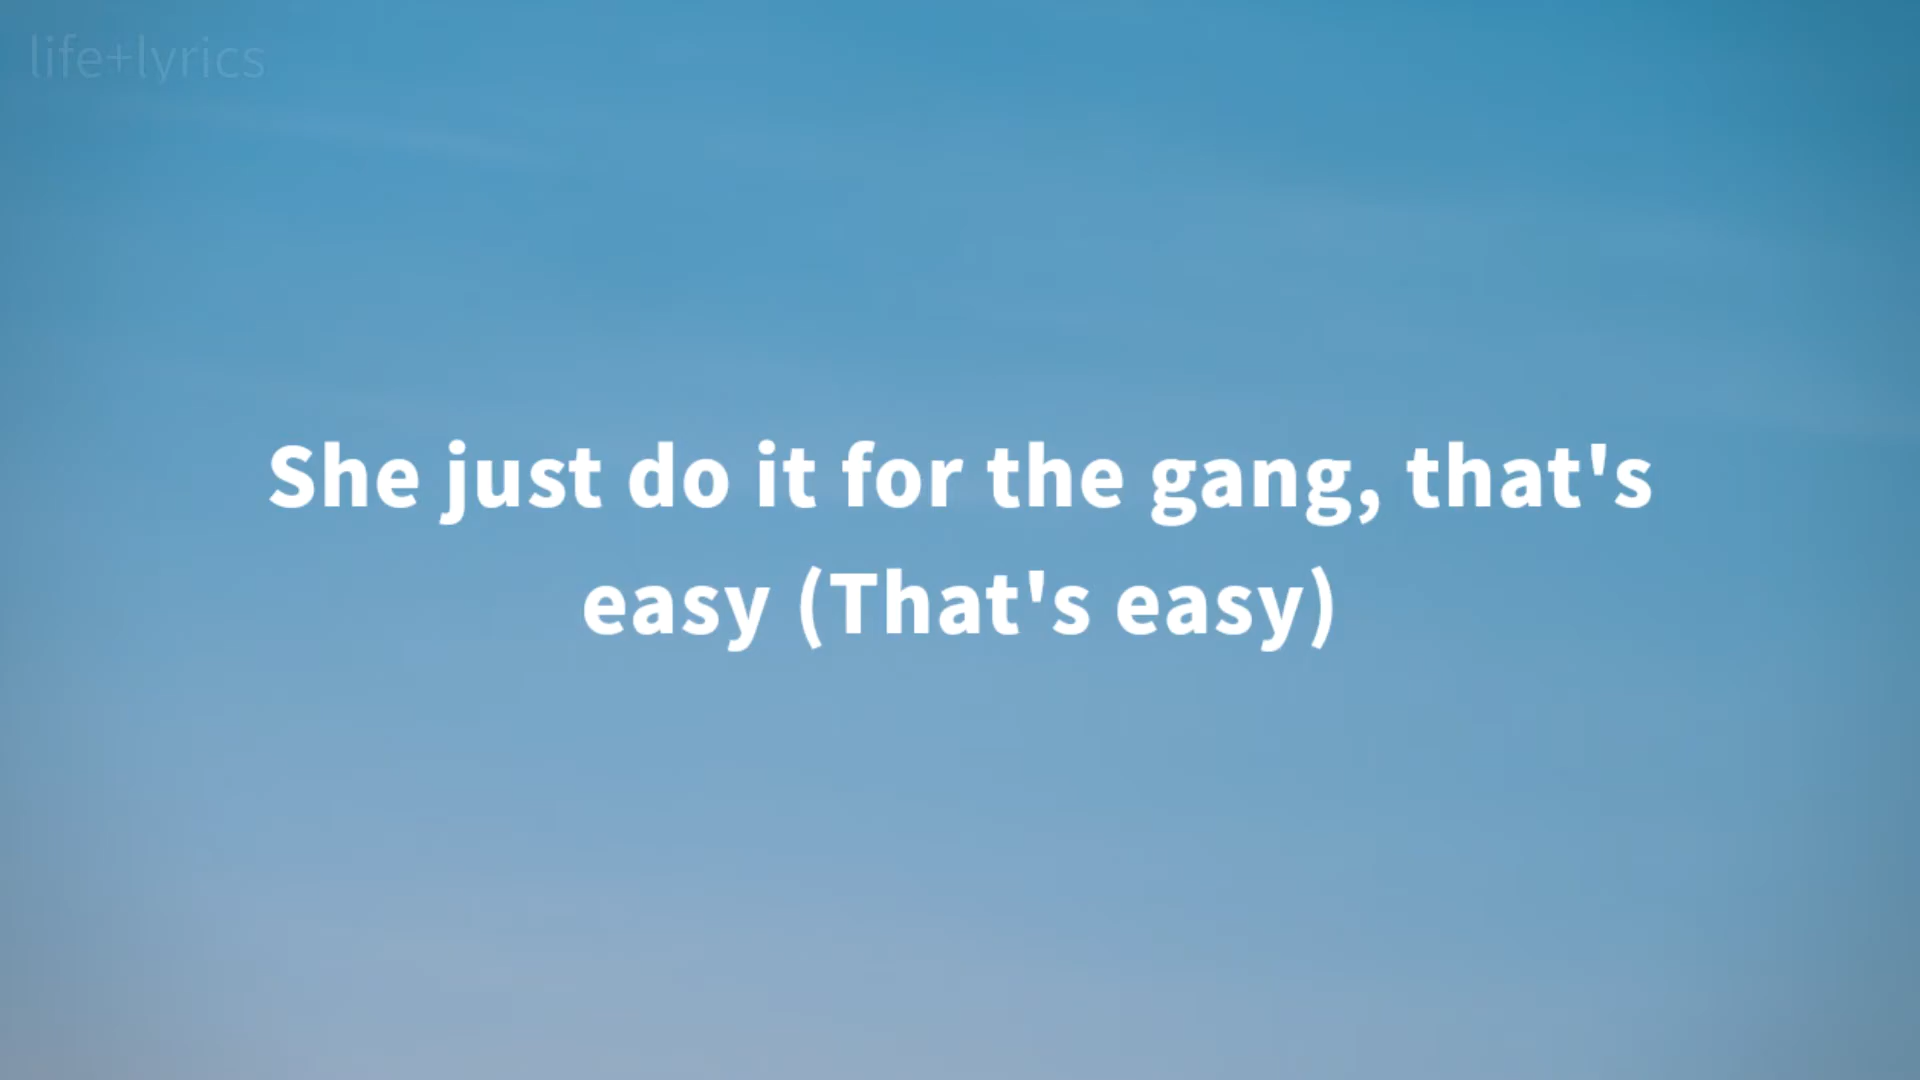 life+lyrics
She just do it for the gang, that's
easy (That's easy)